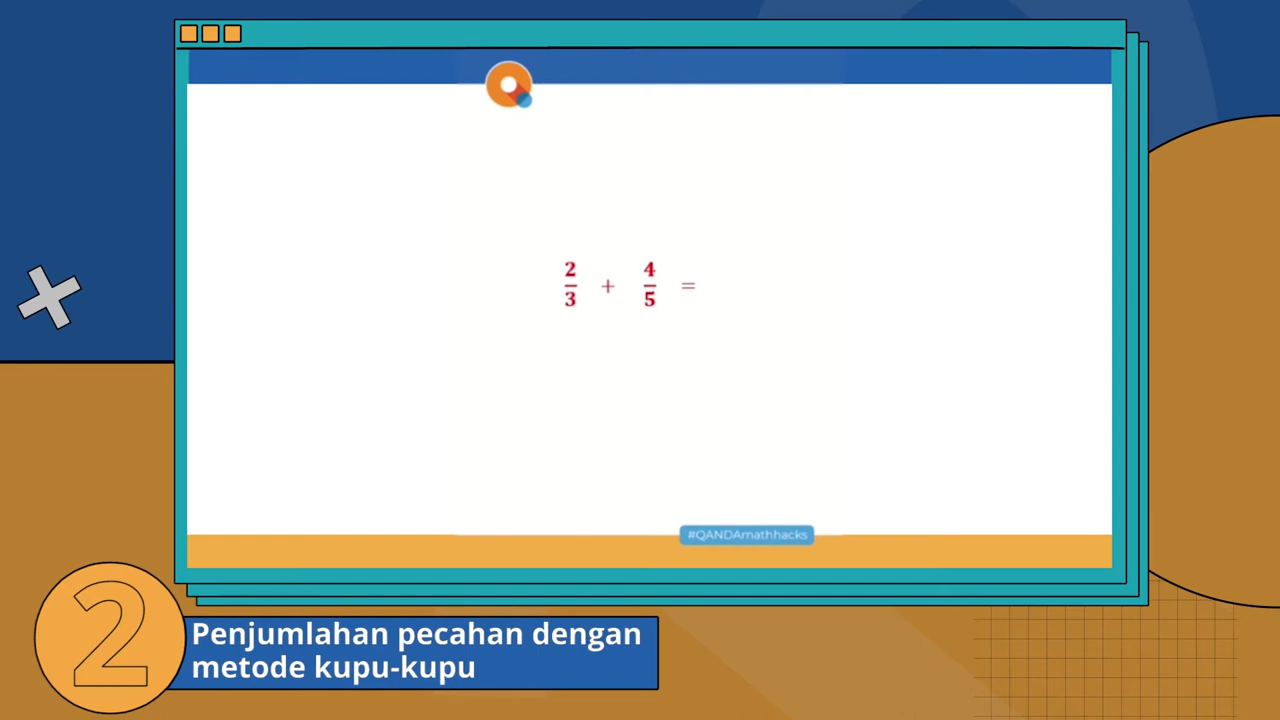 2/3 + 4/5 =
#QANDAmathhacks
2
Penjumlahan pecahan dengan
metode kupu-kupu